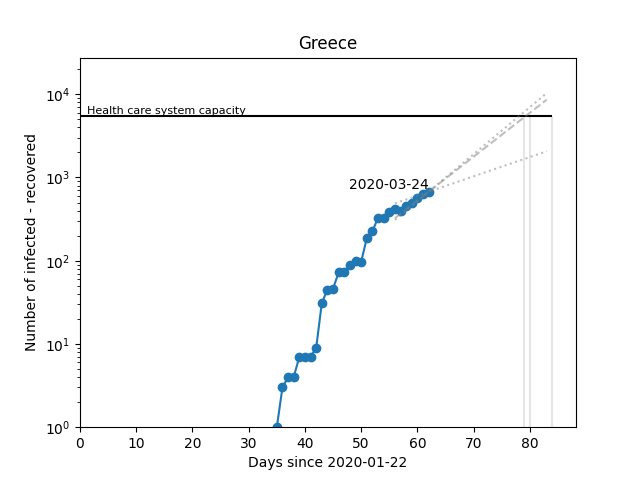 Greece
Number of infected - recovered
10^4
10^3
10^2
10^1
10^0
Health care system capacity
2020-03-24
0 10 20 30 40 50 60 70 80
Days since 2020-01-22